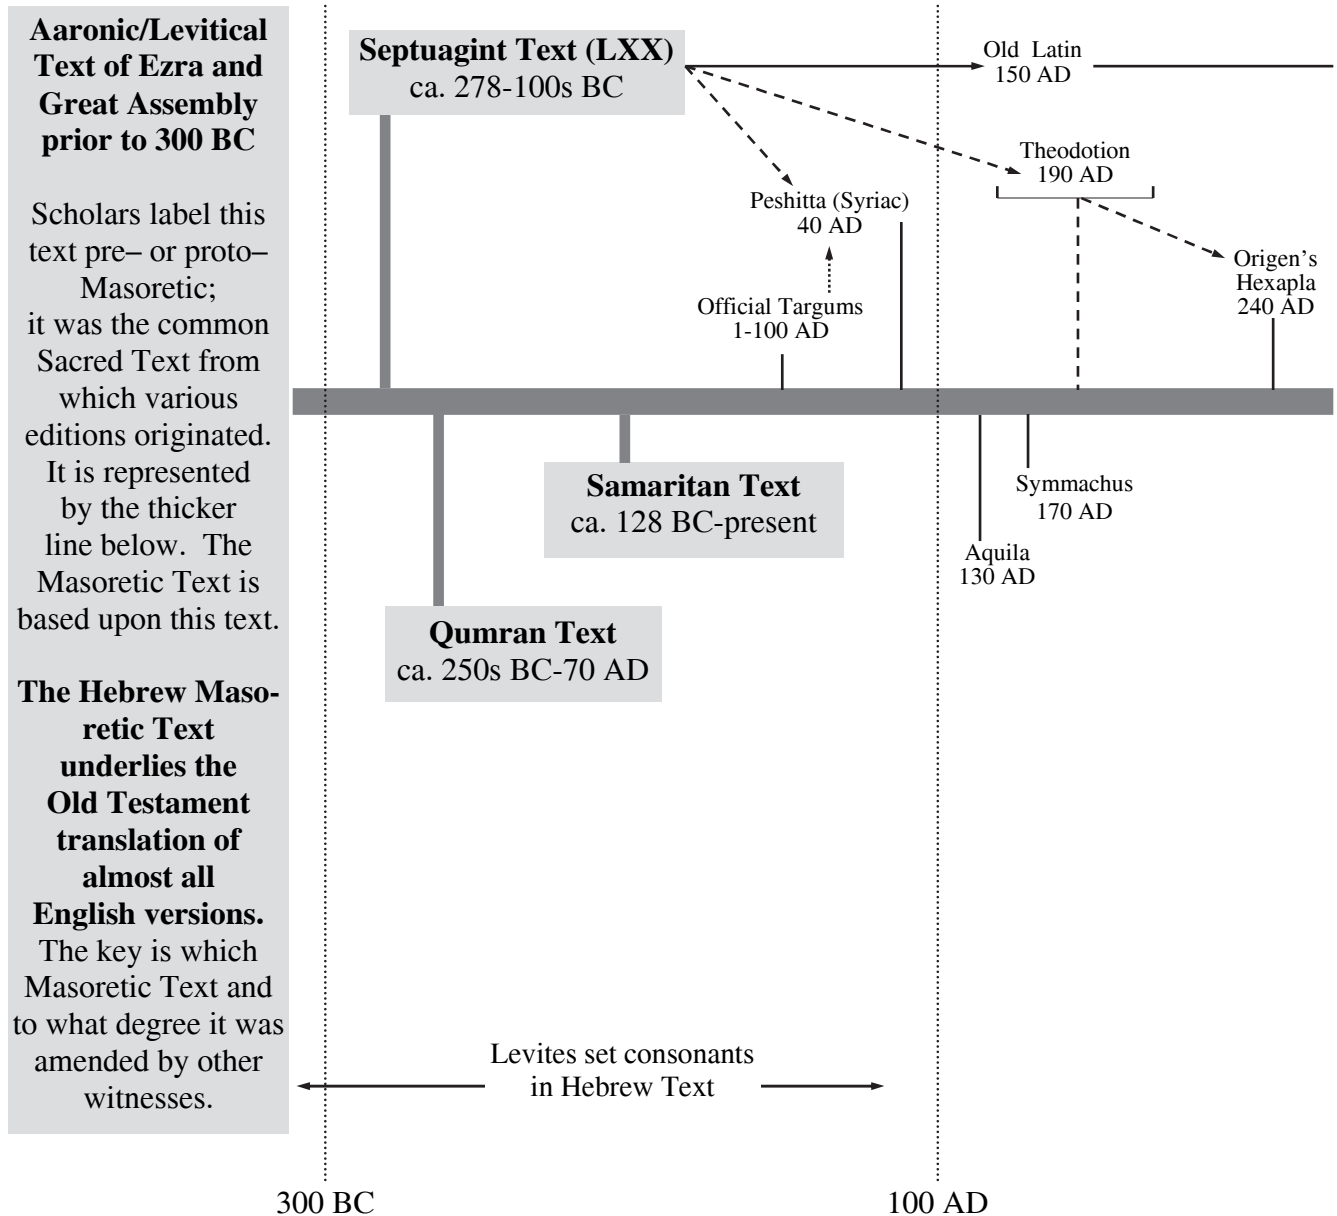 Aaronic/Levitical
Text of Ezra and
Great Assembly
prior to 300 BC
Scholars label this
text pre– or proto–
Masoretic;
it was the common
Sacred Text from
which various
editions originated.
It is represented
by the thicker
line below.  The
Masoretic Text is
based upon this text.
The Hebrew Maso-
retic Text
underlies the
Old Testament
translation of
almost all
English versions.
The key is which
Masoretic Text and
to what degree it was
amended by other
witnesses.
Septuagint Text (LXX)
ca. 278-100s BC
Old  Latin
150 AD
Theodotion
190 AD
Peshitta (Syriac)
40 AD
Origen's
Hexapla
240 AD
Official Targums
1-100 AD
Samaritan Text
ca. 128 BC-present
Symmachus
170 AD
Aquila
130 AD
Qumran Text
ca. 250s BC-70 AD
Levites set consonants
in Hebrew Text
300 BC
100 AD